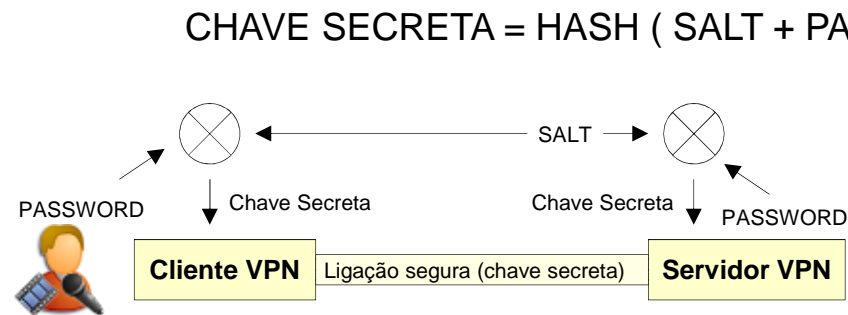 CHAVE SECRETA = HASH ( SALT + PA
SALT
PASSWORD
Chave Secreta
Chave Secreta
PASSWORD
Cliente VPN
Ligação segura (chave secreta)
Servidor VPN